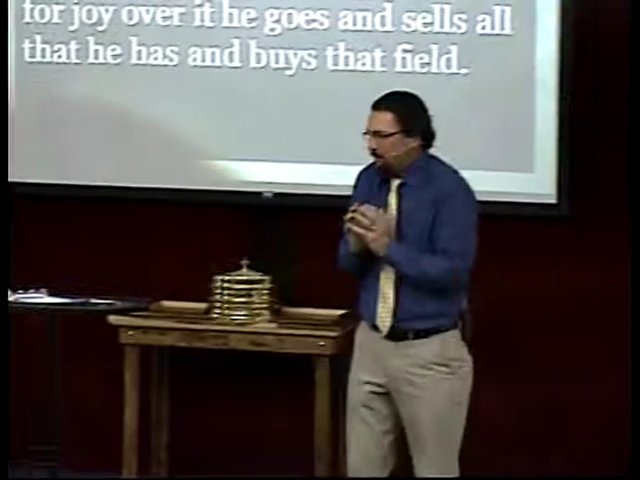 for joy over it he goes and sells all
that he has and buys that field.